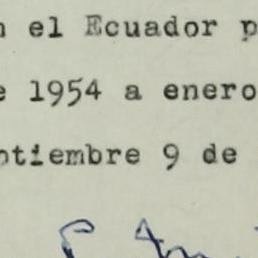 n el Ecuador p
e 1954 a enero
ptiembre 9 de